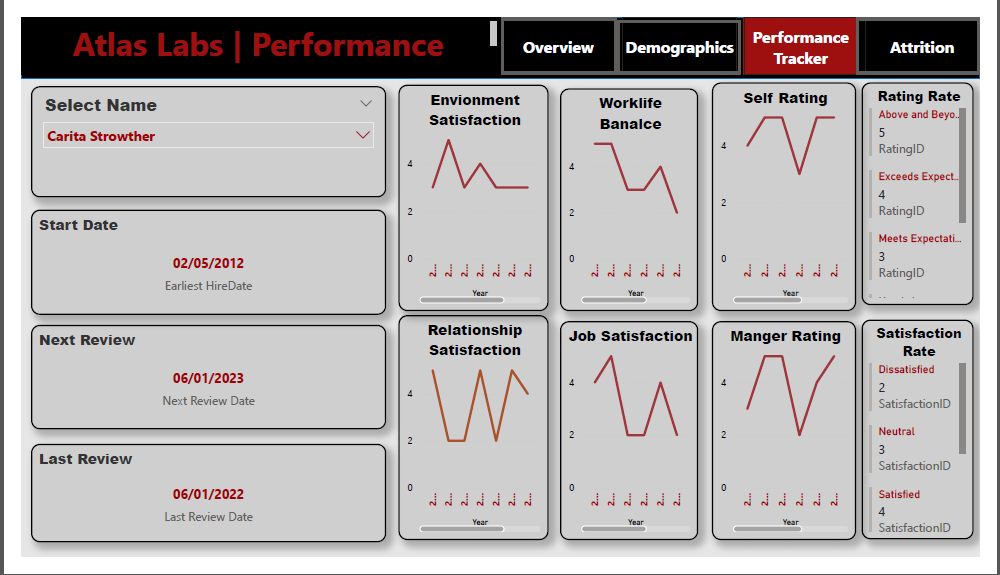 Atlas Labs | Performance
Overview
Demographics
Performance
Tracker
Attrition
Select Name
Carita Strowther
Start Date
02/05/2012
Earliest HireDate
Next Review
06/01/2023
Next Review Date
Last Review
06/01/2022
Last Review Date
Envionment
Satisfaction
4
2
0
2...
2...
2...
2...
2...
2...
2...
Year
Worklife
Banalce
4
2
0
2...
2...
2...
2...
2...
2...
Year
Self Rating
4
2
0
2...
2...
2...
2...
2...
2...
Year
Rating Rate
Above and Beyo...
5
RatingID
Exceeds Expect...
4
RatingID
Meets Expectati...
3
RatingID
Relationship
Satisfaction
4
2
0
2...
2...
2...
2...
2...
2...
2...
Year
Job Satisfaction
4
2
0
2...
2...
2...
2...
2...
2...
Year
Manger Rating
4
2
0
2...
2...
2...
2...
2...
2...
Year
Satisfaction
Rate
Dissatisfied
2
SatisfactionID
Neutral
3
SatisfactionID
Satisfied
4
SatisfactionID